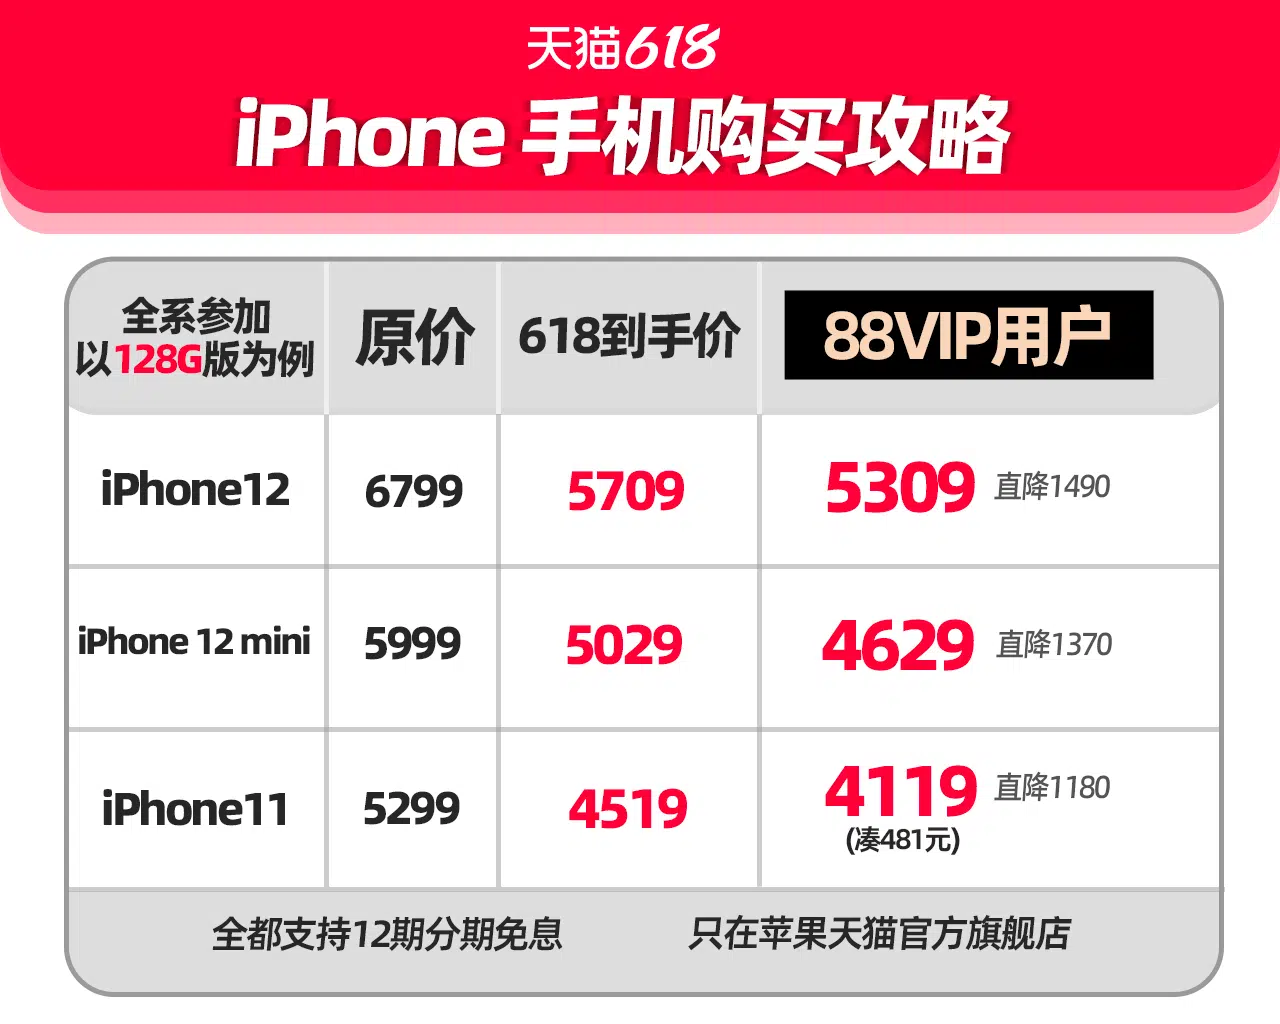 天猫618
iPhone 手机购买攻略
全系参加
以128G版为例
原价
618到手价
88VIP用户
iPhone12
6799
5709
5309 直降1490
iPhone 12 mini
5999
5029
4629 直降1370
iPhone11
5299
4519
4119 直降1180
(凑481元)
全都支持12期分期免息
只在苹果天猫官方旗舰店